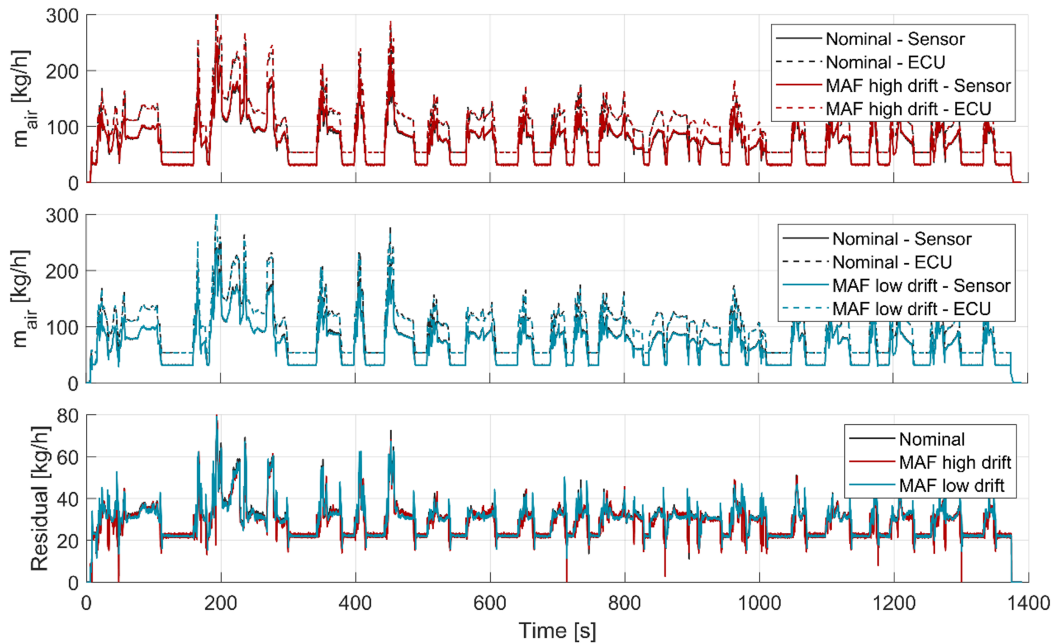 300
200
100
0
m_air [kg/h]
Nominal - Sensor
Nominal - ECU
MAF high drift - Sensor
MAF high drift - ECU
300
200
100
0
m_air [kg/h]
Nominal - Sensor
Nominal - ECU
MAF low drift - Sensor
MAF low drift - ECU
80
60
40
20
0
Residual [kg/h]
Nominal
MAF high drift
MAF low drift
0 200 400 600 800 1000 1200 1400
Time [s]